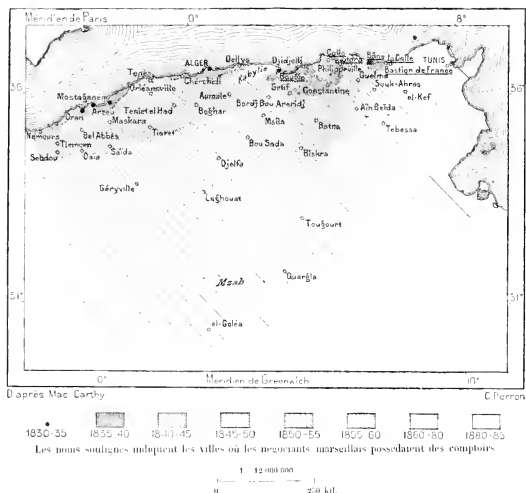 Méridien de Paris
0°
8°
ALGER
Dellys
Djidjelli
Collo
Bône
la Calle
TUNIS
Bastion de France
Kabylie
Philippeville
Guelma
Ténès
Cherchell
Bougie
Souk-Ahras
36°
Orléansville
Aumale
Sétif
Constantine
36°
Mostaganem
Bordj Bou Areridj
el-Kef
Arzeu
Teniet el Had
Boghar
Aïn Beïda
Oran
Maskara
Msila
Batna
Tebessa
Nemours
Bel Abbès
Tiaret
Tlemcen
Saïda
Bou Sada
Sebdou
Daïa
Djelfa
Biskra
Géryville
Laghouat
Tougourt
Mzab
Ouargla
31°
31°
el-Goléa
0°
Méridien de Greenwich
10°
D'après Mac Carthy
C. Perron
1830-35
1835-40
1840-45
1845-50
1850-55
1855-60
1860-80
1880-85
Les noms soulignés indiquent les villes où les négociants marseillais possédaient des comptoirs
1 : 12 000 000
0
250 kil.